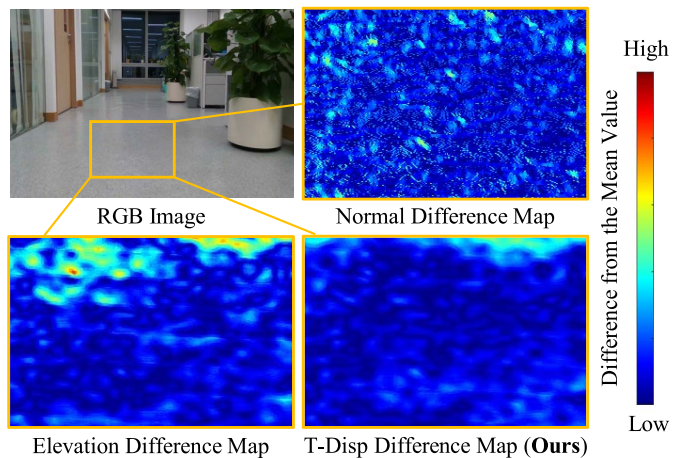 RGB Image
Normal Difference Map
Elevation Difference Map
T-Disp Difference Map (Ours)
High
Difference from the Mean Value
Low